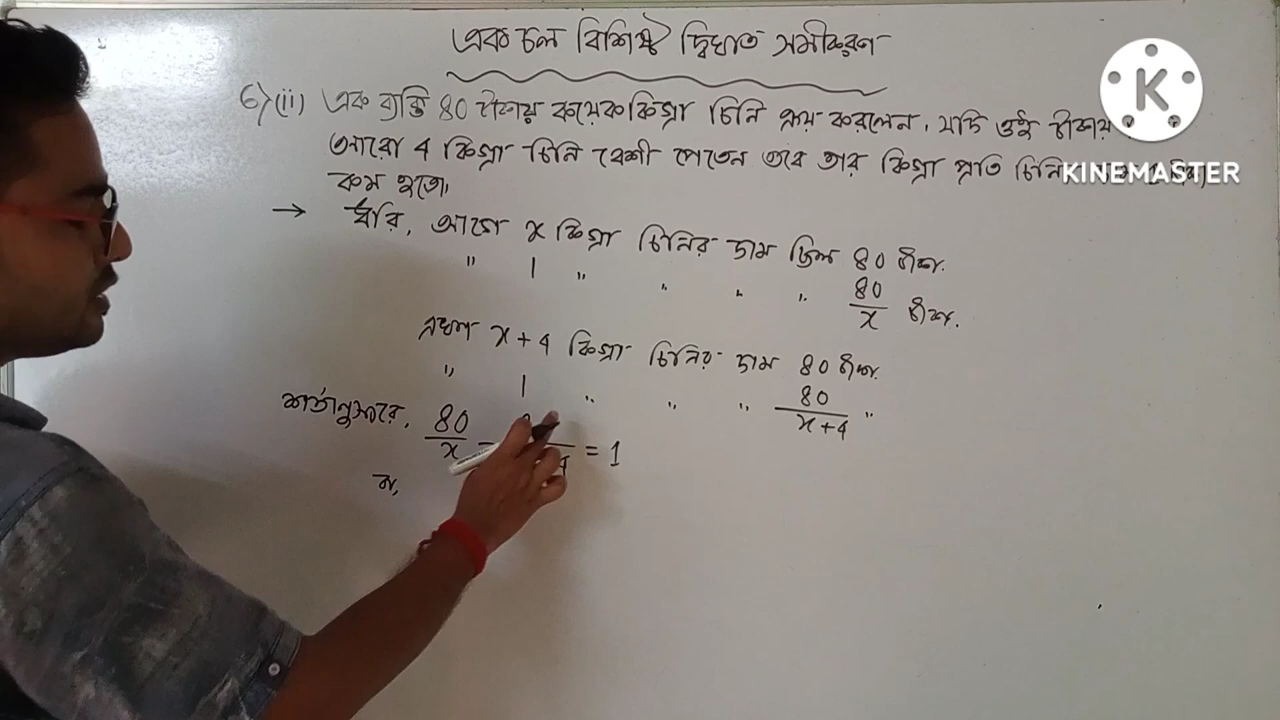 একচল বিশিষ্ট দ্বিঘাত সমীকরণ
6>(ii) এক ব্যক্তি 80 টাকায় কয়েক কিগ্রা চিনি ক্রয় করলেন, যদি ওই টাকায়
আরো 4 কিগ্রা চিনি বেশী পেতেন তবে তার কিগ্রা প্রতি চিনি
কম হতো,
→ ধরি, আগে x কিগ্রা চিনির দাম ছিল 80 টাকা.
" 1 " " " " 80/x টাকা.
এখন x+4 কিগ্রা চিনির দাম 80 টাকা.
" 1 " " " 80/x+4 "
শর্তানুসারে, 80/x - = 1
বা,
K
KINEMASTER